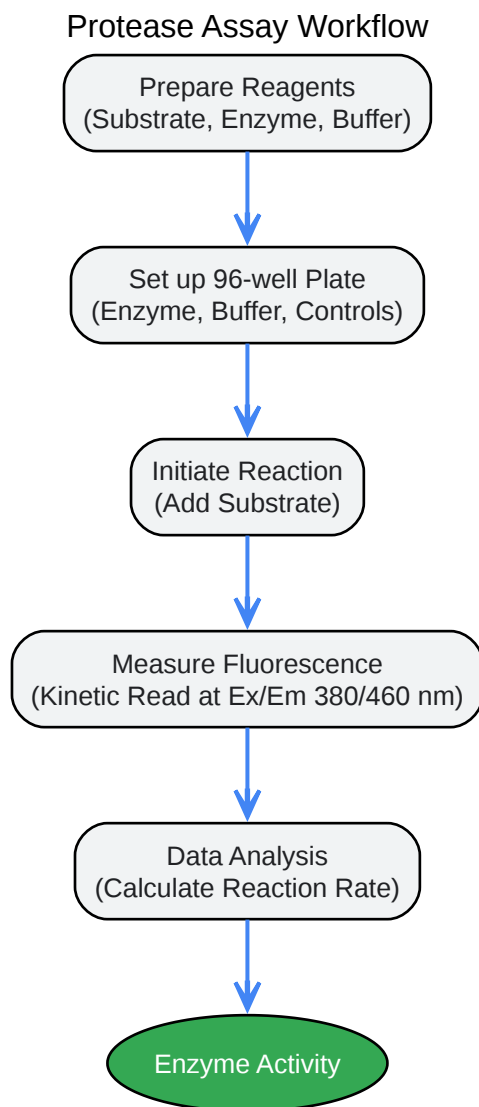 Protease Assay Workflow
Prepare Reagents
(Substrate, Enzyme, Buffer)
Set up 96-well Plate
(Enzyme, Buffer, Controls)
Initiate Reaction
(Add Substrate)
Measure Fluorescence
(Kinetic Read at Ex/Em 380/460 nm)
Data Analysis
(Calculate Reaction Rate)
Enzyme Activity